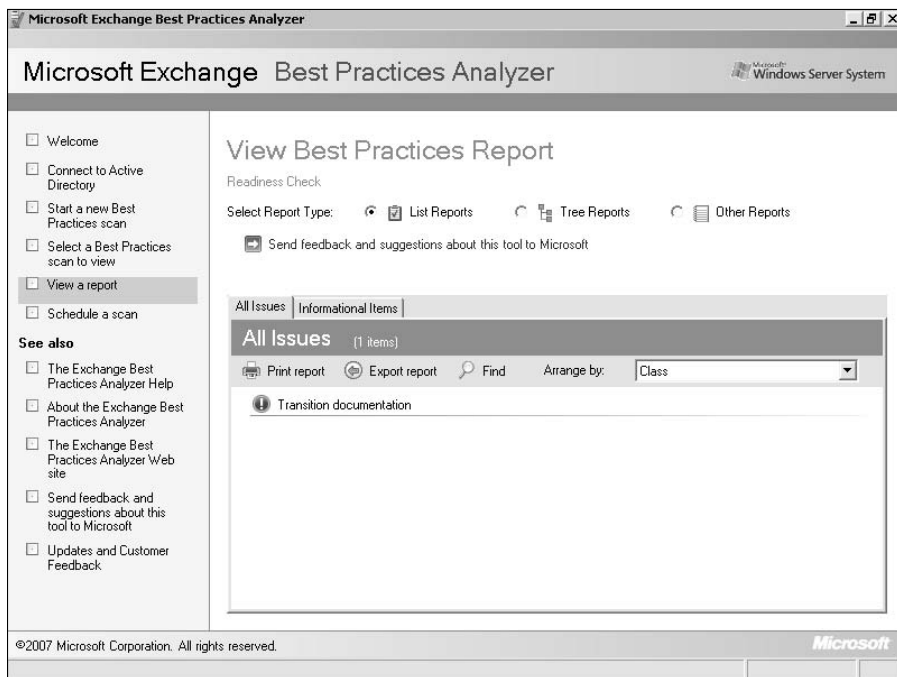 Microsoft Exchange Best Practices Analyzer
Microsoft Exchange Best Practices Analyzer
Microsoft
Windows Server System
Welcome
Connect to Active
Directory
Start a new Best
Practices scan
Select a Best Practices
scan to view
View a report
Schedule a scan
See also
The Exchange Best
Practices Analyzer Help
About the Exchange Best
Practices Analyzer
The Exchange Best
Practices Analyzer Web
site
Send feedback and
suggestions about this
tool to Microsoft
Updates and Customer
Feedback
View Best Practices Report
Readiness Check
Select Report Type: List Reports Tree Reports Other Reports
Send feedback and suggestions about this tool to Microsoft
All Issues Informational Items
All Issues (1 items)
Print report Export report Find Arrange by: Class
Transition documentation
©2007 Microsoft Corporation. All rights reserved.
Microsoft